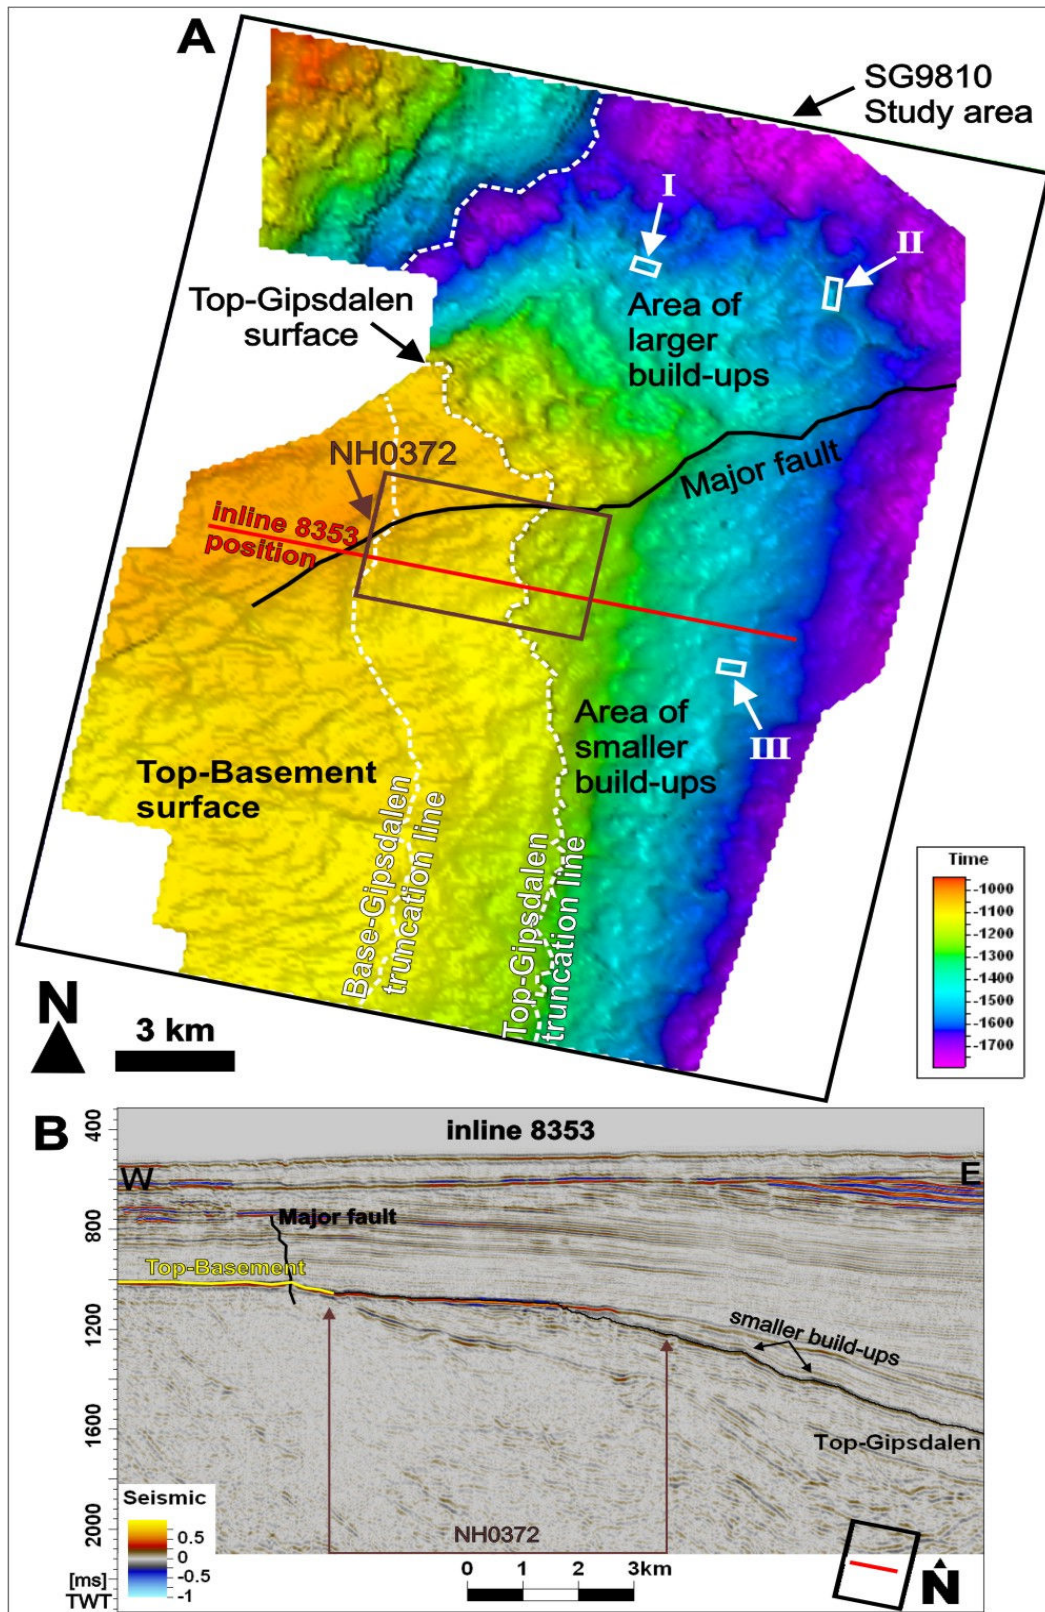 A
SG9810
Study area
I
II
Top-Gipsdalen
surface
Area of
larger
build-ups
NH0372
Major fault
inline 8353
position
III
Area of
smaller
build-ups
Top-Basement
surface
Base-Gipsdalen
truncation line
Top-Gipsdalen
truncation line
N
3 km
Time
-1000
-1100
-1200
-1300
-1400
-1500
-1600
-1700
B
inline 8353
400
W
E
Major fault
800
Top-Basement
1200
smaller build-ups
1600
Top-Gipsdalen
Seismic
0.5
0
-0.5
-1
2000
NH0372
[ms]
TWT
0 1 2 3km
N